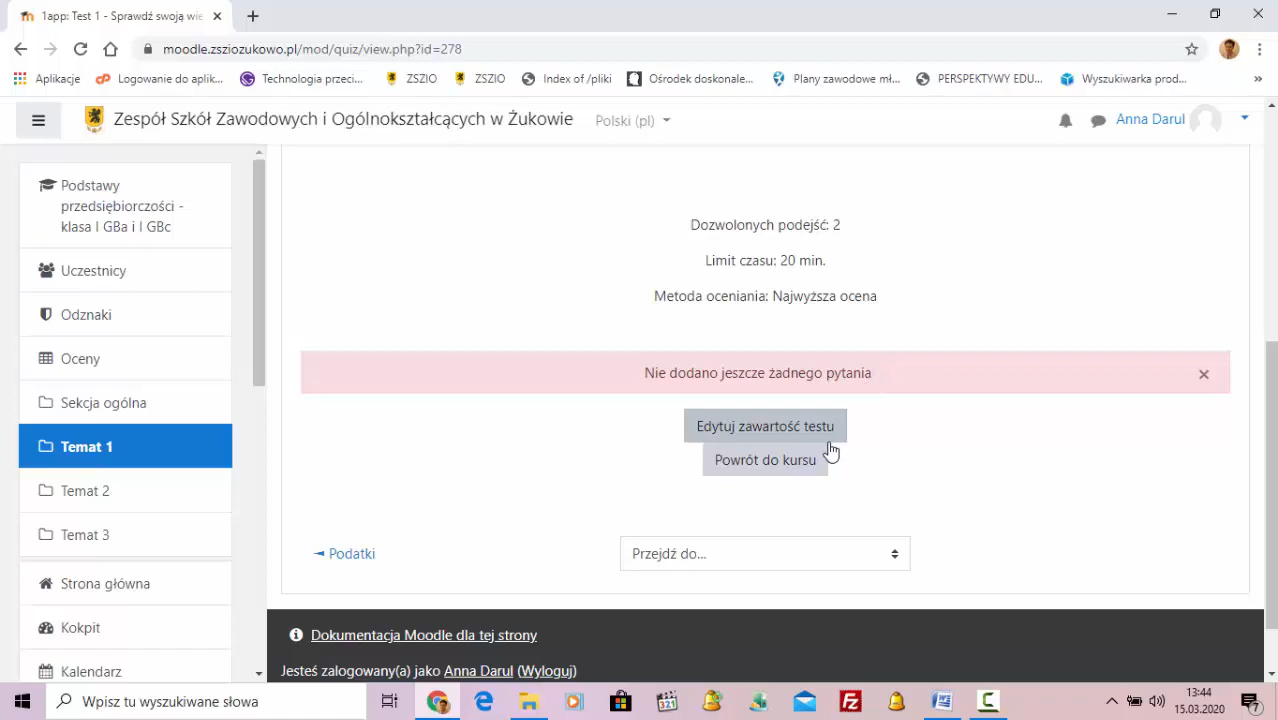 1app: Test 1 - Sprawdź swoją wie
moodle.zsziozukowo.pl/mod/quiz/view.php?id=278
Aplikacje Logowanie do aplik... Technologia przeci... ZSZIO ZSZIO Index of /pliki Ośrodek doskonale... Plany zawodowe mł... PERSPEKTYWY EDU... Wyszukiwarka prod... »
Zespół Szkół Zawodowych i Ogólnokształcących w Żukowie Polski (pl) Anna Darul
Podstawy
przedsiębiorczości -
klasa I GBa i I GBc
Uczestnicy
Odznaki
Oceny
Sekcja ogólna
Temat 1
Temat 2
Temat 3
Strona główna
Kokpit
Kalendarz
Dozwolonych podejść: 2
Limit czasu: 20 min.
Metoda oceniania: Najwyższa ocena
Nie dodano jeszcze żadnego pytania ×
Edytuj zawartość testu
Powrót do kursu
◄ Podatki
Przejdź do...
Dokumentacja Moodle dla tej strony
Jesteś zalogowany(a) jako Anna Darul (Wyloguj)
Wpisz tu wyszukiwane słowa
13:44
15.03.2020
7